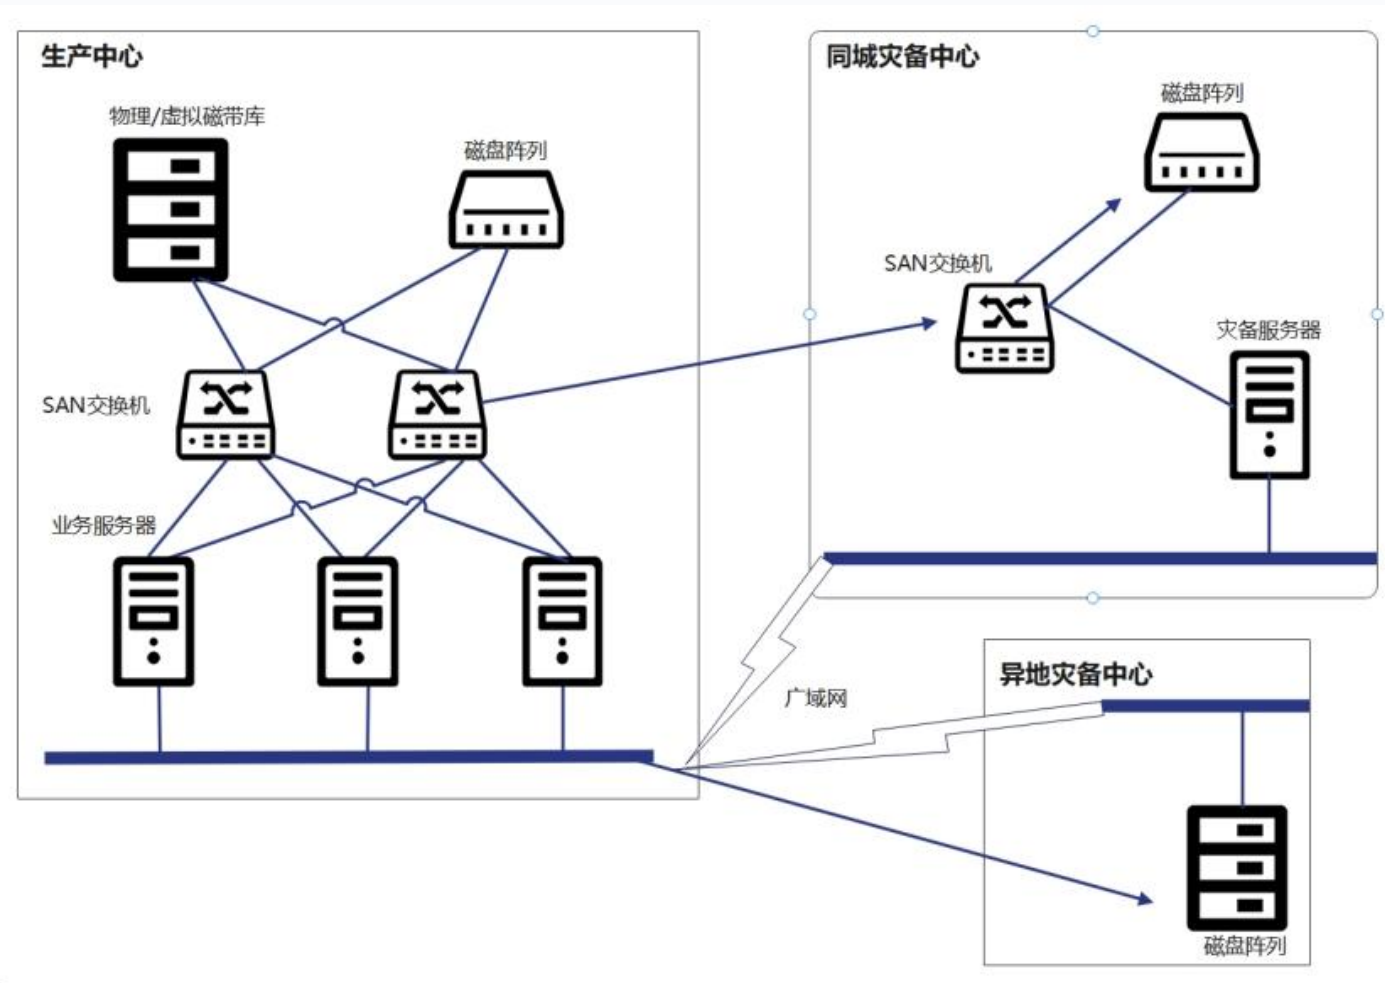 生产中心
物理/虚拟磁带库
磁盘阵列
SAN交换机
业务服务器
同城灾备中心
磁盘阵列
SAN交换机
灾备服务器
广域网
异地灾备中心
磁盘阵列